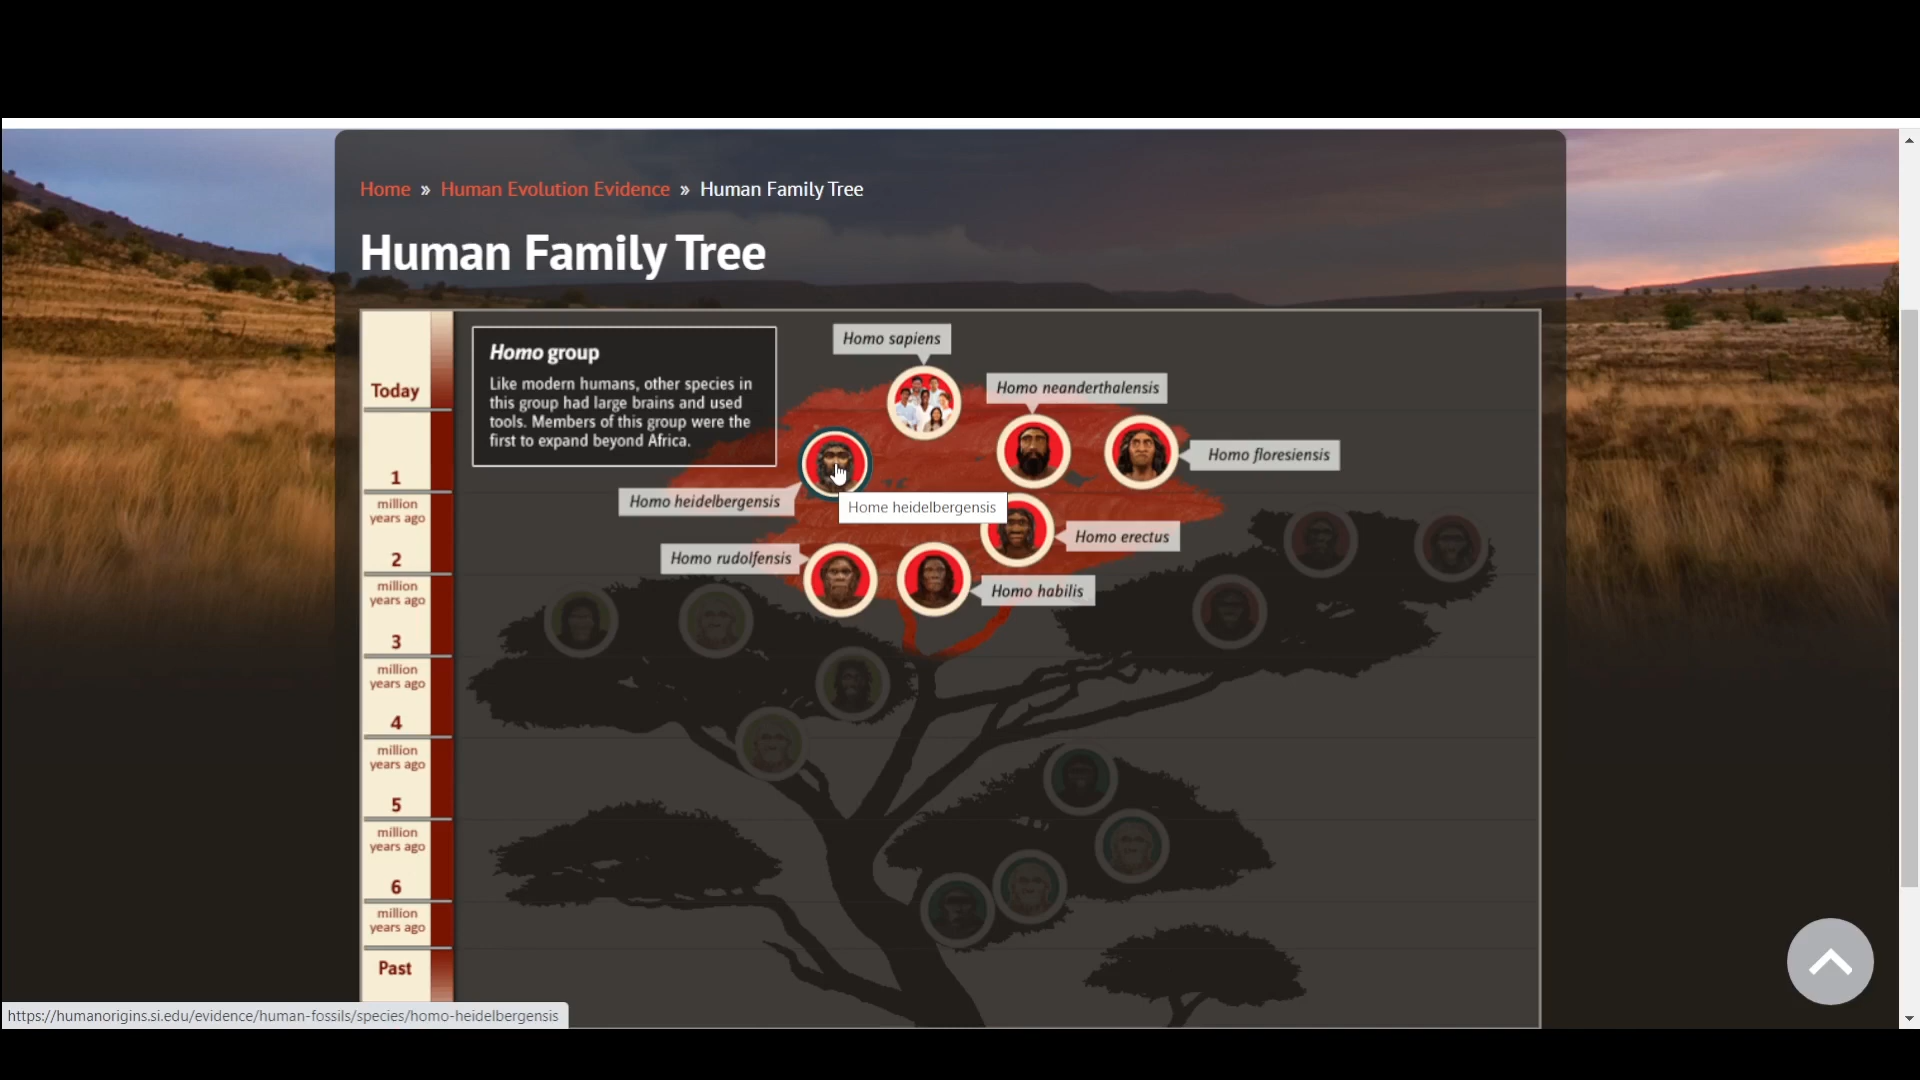 Home » Human Evolution Evidence » Human Family Tree
Human Family Tree
Homo group
Like modern humans, other species in
this group had large brains and used
tools. Members of this group were the
first to expand beyond Africa.
Homo sapiens
Homo neanderthalensis
Homo floresiensis
Homo heidelbergensis
Home heidelbergensis
Homo erectus
Homo rudolfensis
Homo habilis
Today
1
million
years ago
2
million
years ago
3
million
years ago
4
million
years ago
5
million
years ago
6
million
years ago
Past
https://humanorigins.si.edu/evidence/human-fossils/species/homo-heidelbergensis